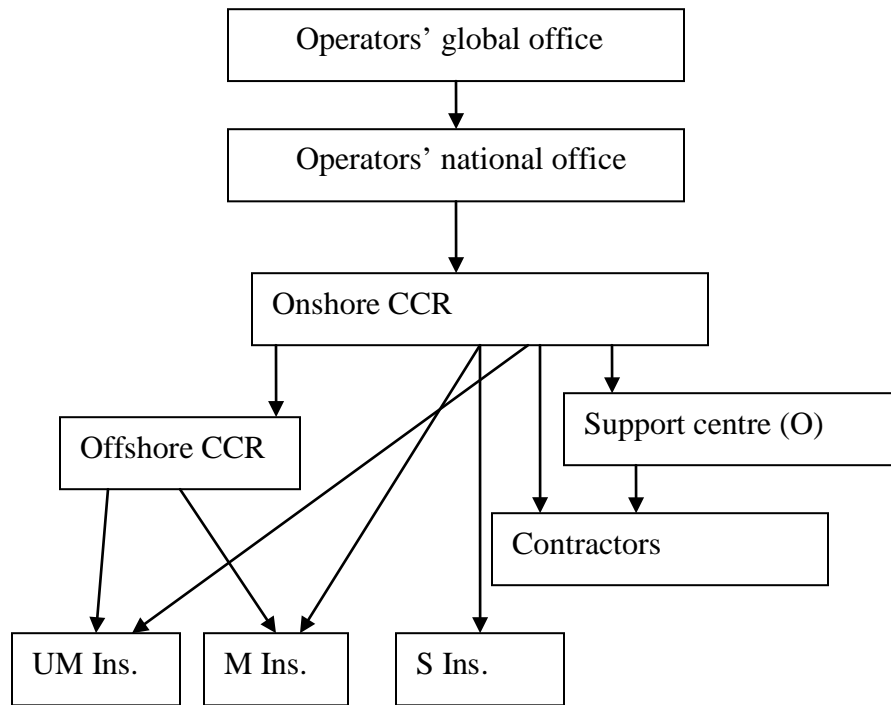 Operators’ global office
Operators’ national office
Onshore CCR
Support centre (O)
Offshore CCR
Contractors
UM Ins.
M Ins.
S Ins.